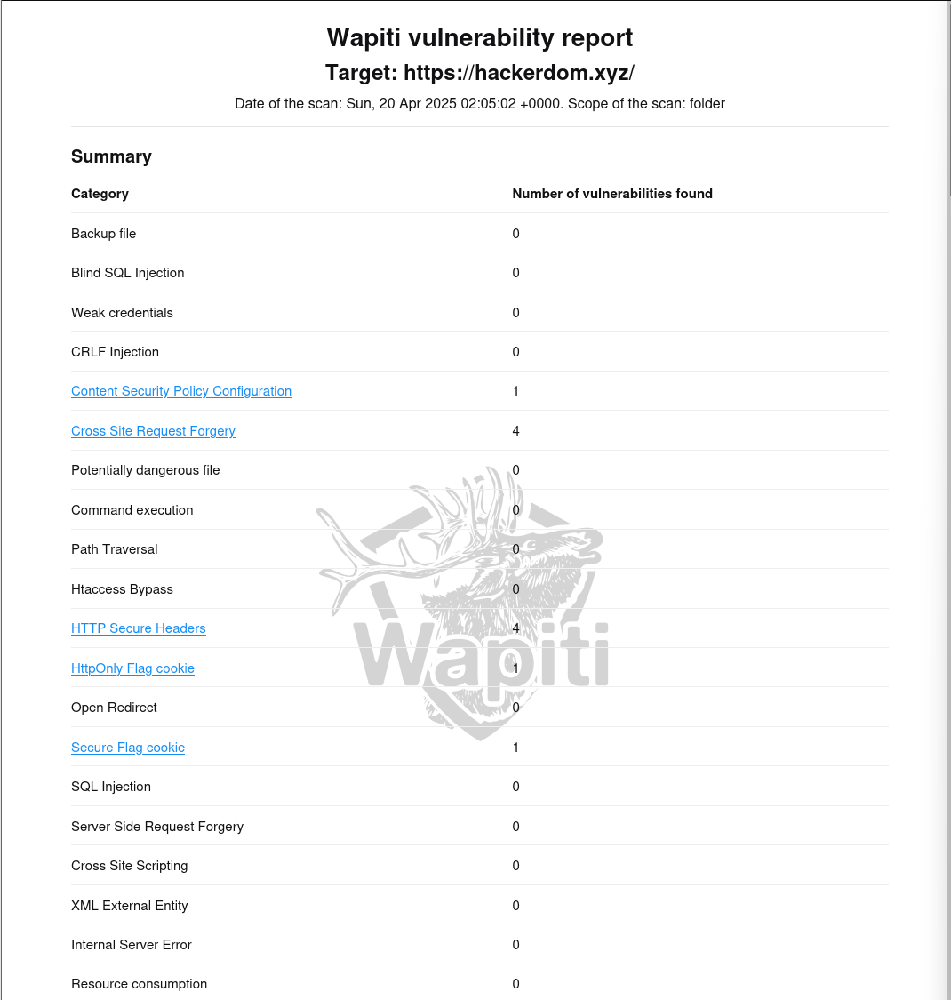 Wapiti vulnerability report
Target: https://hackerdom.xyz/
Date of the scan: Sun, 20 Apr 2025 02:05:02 +0000. Scope of the scan: folder
Summary
Category Number of vulnerabilities found
Backup file 0
Blind SQL Injection 0
Weak credentials 0
CRLF Injection 0
Content Security Policy Configuration 1
Cross Site Request Forgery 4
Potentially dangerous file 0
Command execution 0
Path Traversal 0
Htaccess Bypass 0
HTTP Secure Headers 4
Wapiti
HttpOnly Flag cookie 1
Open Redirect 0
Secure Flag cookie 1
SQL Injection 0
Server Side Request Forgery 0
Cross Site Scripting 0
XML External Entity 0
Internal Server Error 0
Resource consumption 0